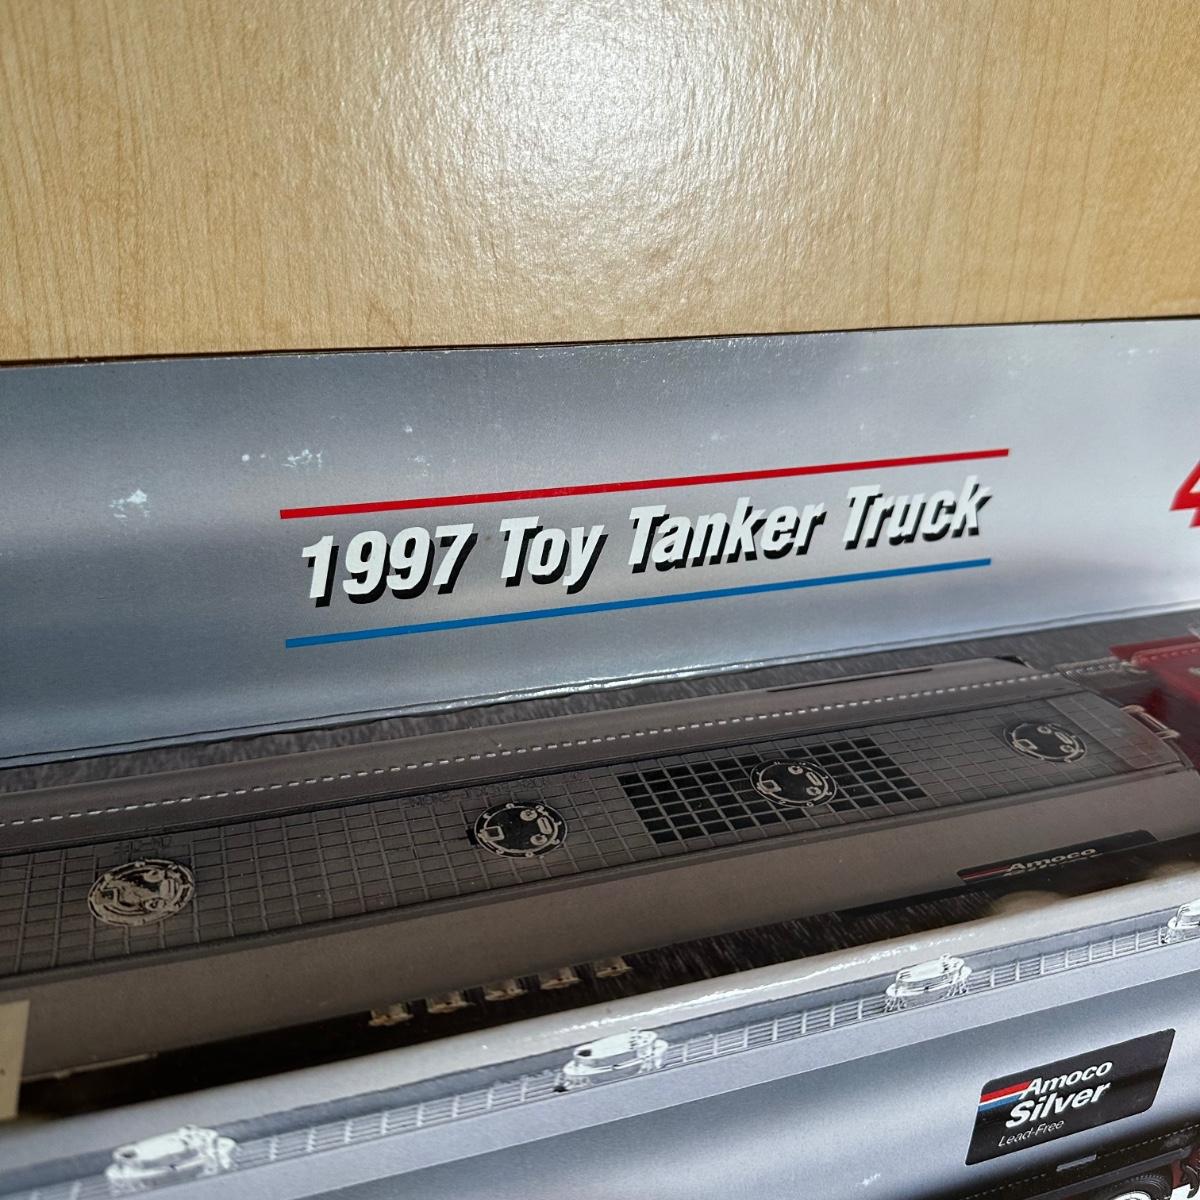 1997 Toy Tanker Truck
Amoco
Amoco
Silver
Lead-Free